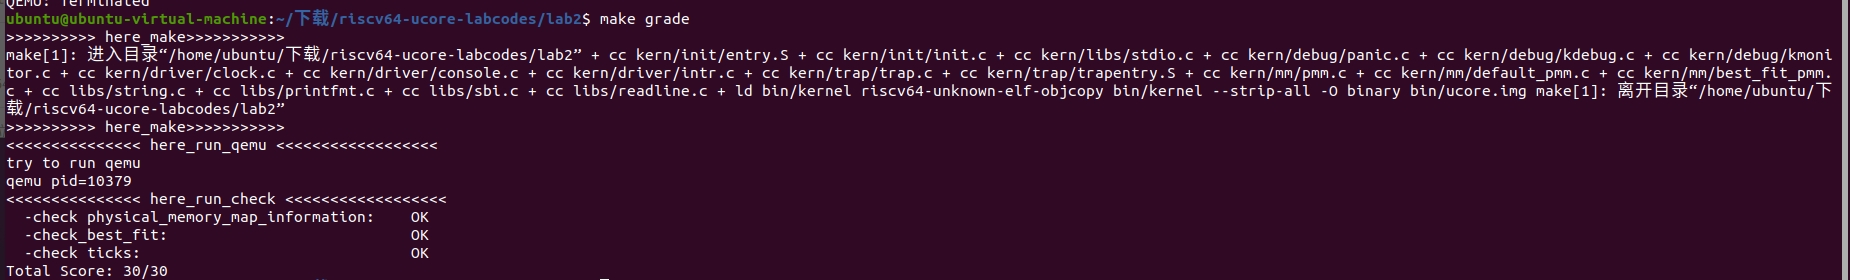 QEMU: Terminated
ubuntu@ubuntu-virtual-machine:~/下载/riscv64-ucore-labcodes/lab2$ make grade
>>>>>>>>>> here_make>>>>>>>>>>>
make[1]: 进入目录“/home/ubuntu/下载/riscv64-ucore-labcodes/lab2” + cc kern/init/entry.S + cc kern/init/init.c + cc kern/libs/stdio.c + cc kern/debug/panic.c + cc kern/debug/kdebug.c + cc kern/debug/kmoni
tor.c + cc kern/driver/clock.c + cc kern/driver/console.c + cc kern/driver/intr.c + cc kern/trap/trap.c + cc kern/trap/trapentry.S + cc kern/mm/pmm.c + cc kern/mm/default_pmm.c + cc kern/mm/best_fit_pmm.
c + cc libs/string.c + cc libs/printfmt.c + cc libs/sbi.c + cc libs/readline.c + ld bin/kernel riscv64-unknown-elf-objcopy bin/kernel --strip-all -O binary bin/ucore.img make[1]: 离开目录“/home/ubuntu/下
载/riscv64-ucore-labcodes/lab2”
>>>>>>>>>> here_make>>>>>>>>>>>
<<<<<<<<<<<<<<< here_run_qemu <<<<<<<<<<<<<<<<<<
try to run qemu
qemu pid=10379
<<<<<<<<<<<<<<< here_run_check <<<<<<<<<<<<<<<<<<
  -check physical_memory_map_information:    OK
  -check_best_fit:                           OK
  -check ticks:                              OK
Total Score: 30/30